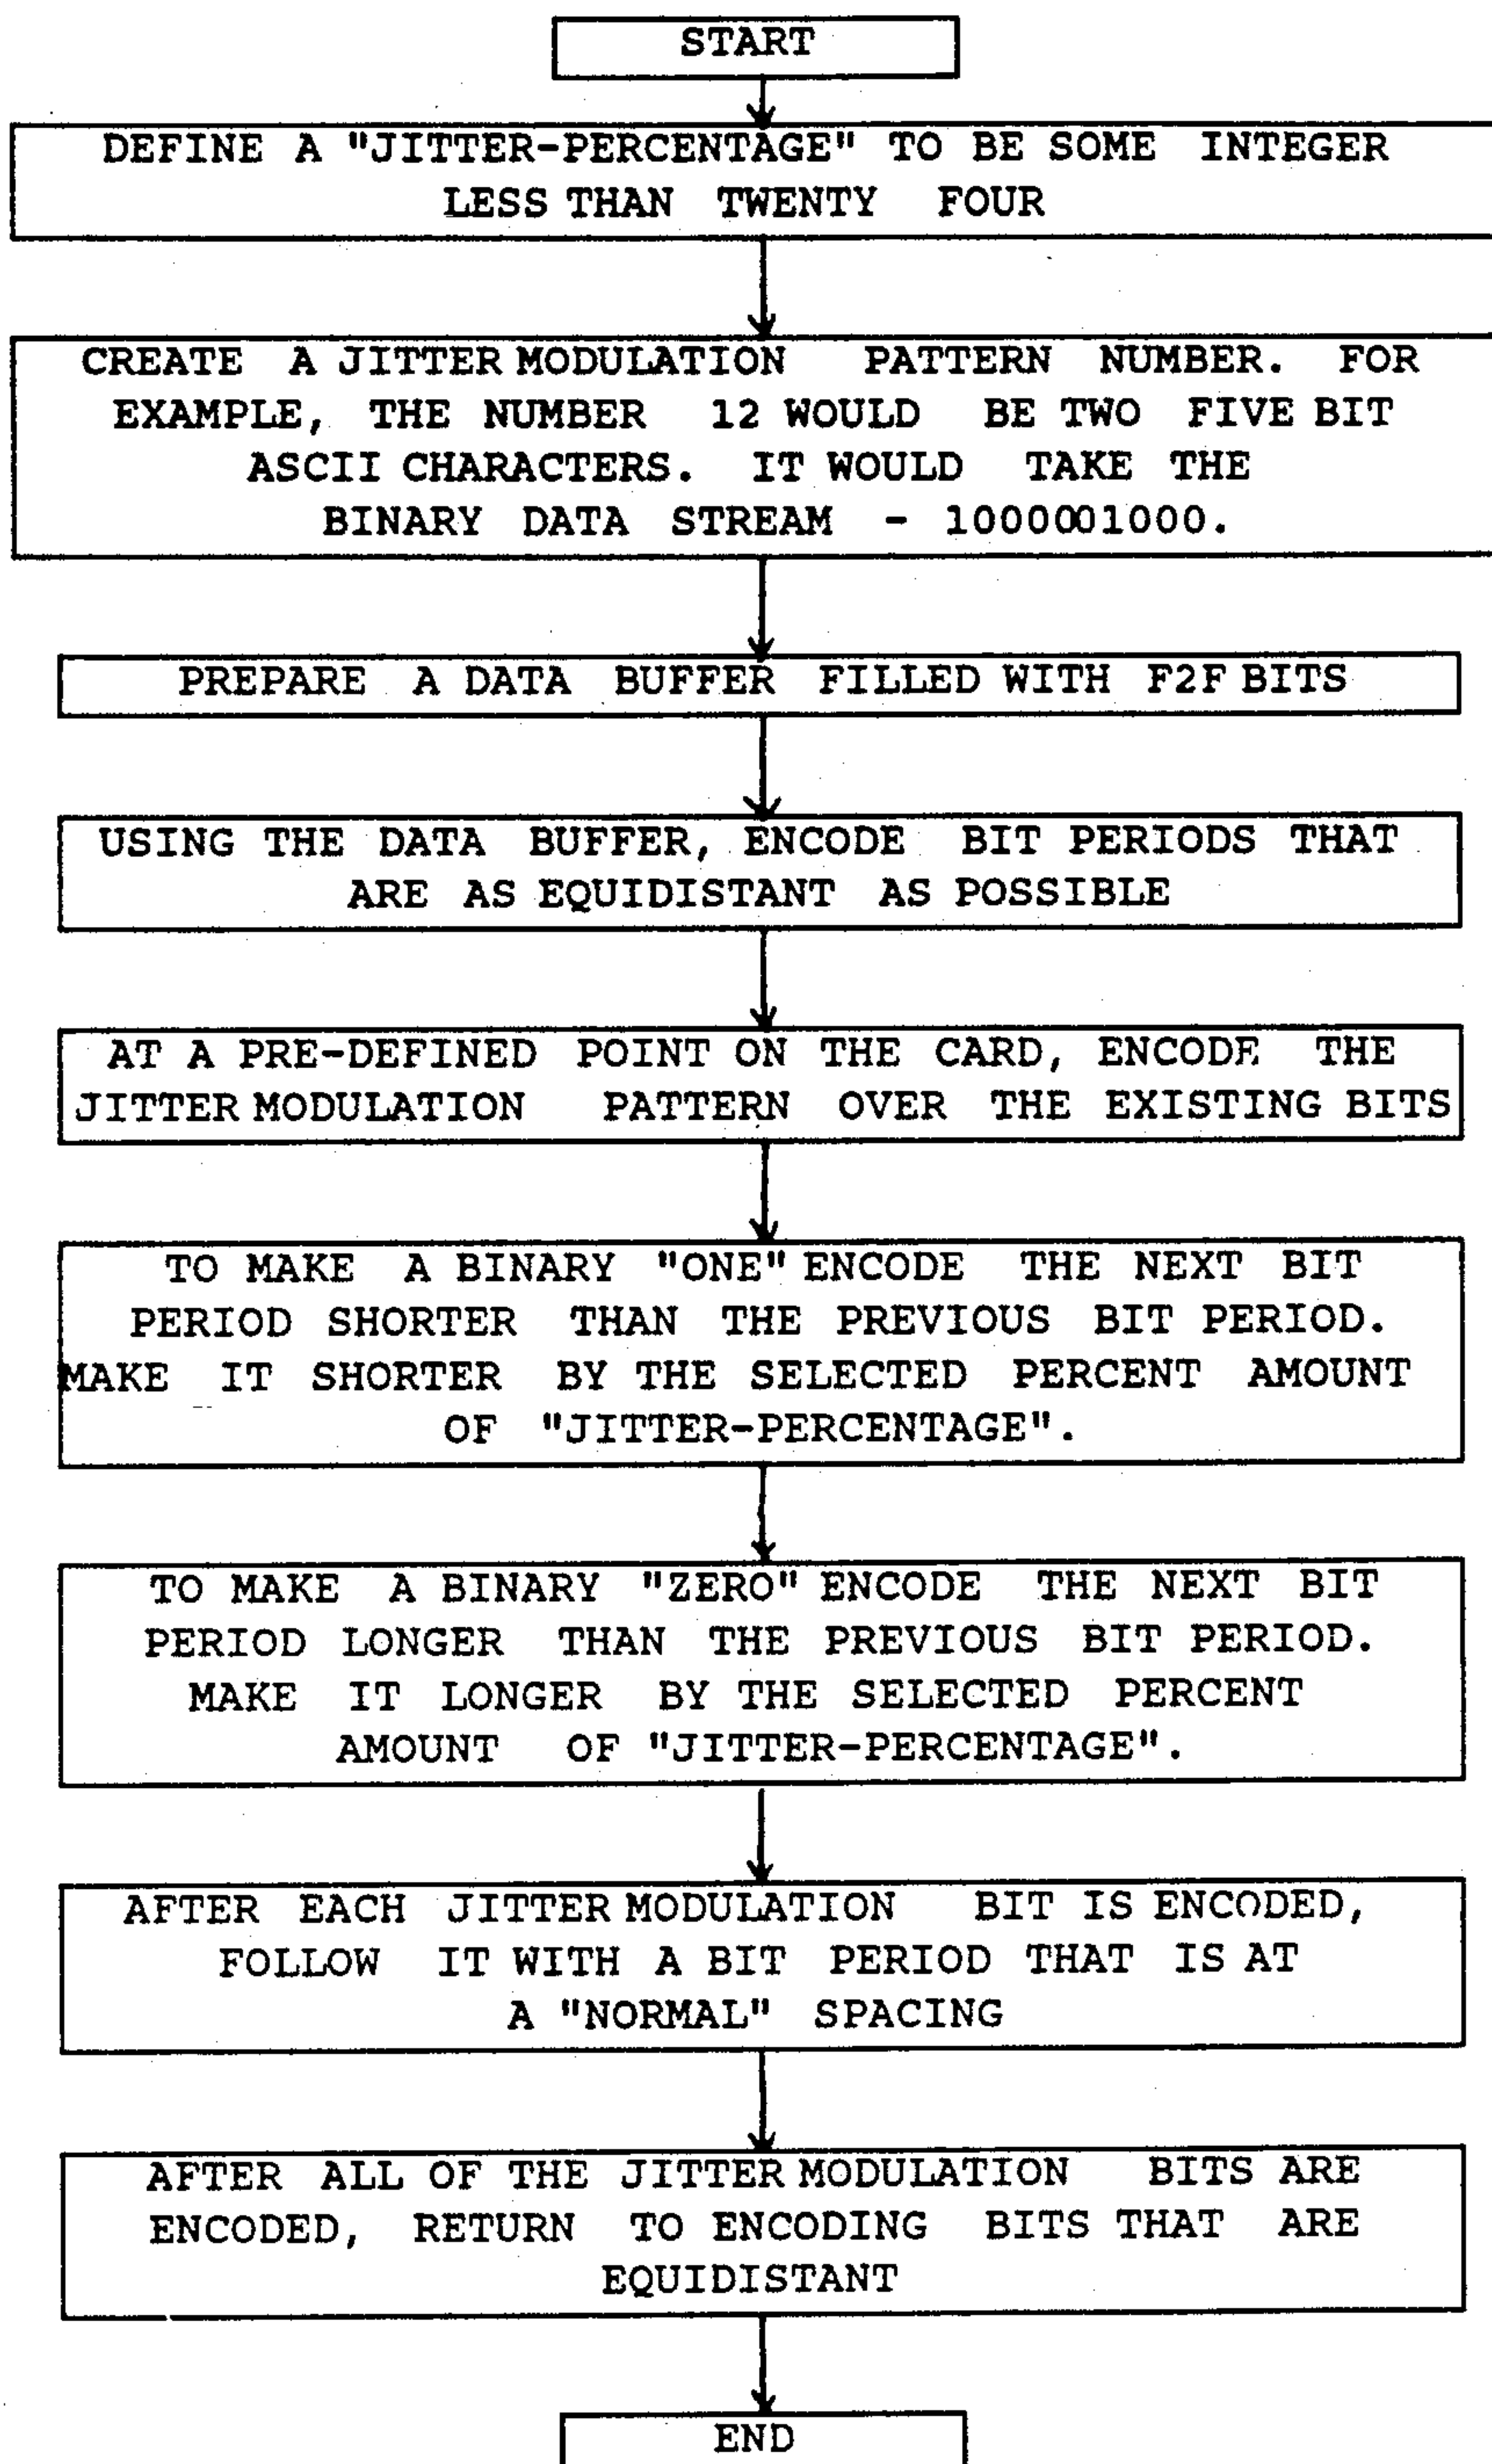 START
DEFINE A "JITTER-PERCENTAGE" TO BE SOME INTEGER
LESS THAN TWENTY FOUR
CREATE A JITTER MODULATION PATTERN NUMBER. FOR
EXAMPLE, THE NUMBER 12 WOULD BE TWO FIVE BIT
ASCII CHARACTERS. IT WOULD TAKE THE
BINARY DATA STREAM - 1000001000.
PREPARE A DATA BUFFER FILLED WITH F2F BITS
USING THE DATA BUFFER, ENCODE BIT PERIODS THAT
ARE AS EQUIDISTANT AS POSSIBLE
AT A PRE-DEFINED POINT ON THE CARD, ENCODE THE
JITTER MODULATION PATTERN OVER THE EXISTING BITS
TO MAKE A BINARY "ONE" ENCODE THE NEXT BIT
PERIOD SHORTER THAN THE PREVIOUS BIT PERIOD.
MAKE IT SHORTER BY THE SELECTED PERCENT AMOUNT
OF "JITTER-PERCENTAGE".
TO MAKE A BINARY "ZERO" ENCODE THE NEXT BIT
PERIOD LONGER THAN THE PREVIOUS BIT PERIOD.
MAKE IT LONGER BY THE SELECTED PERCENT
AMOUNT OF "JITTER-PERCENTAGE".
AFTER EACH JITTER MODULATION BIT IS ENCODED,
FOLLOW IT WITH A BIT PERIOD THAT IS AT
A "NORMAL" SPACING
AFTER ALL OF THE JITTER MODULATION BITS ARE
ENCODED, RETURN TO ENCODING BITS THAT ARE
EQUIDISTANT
END